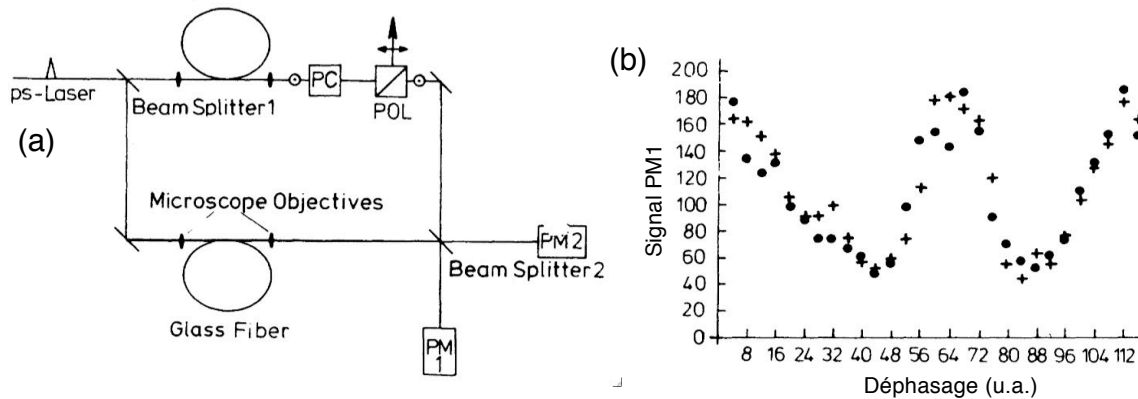 (a)
ps-Laser
Beam Splitter1
PC
POL
Microscope Objectives
Glass Fiber
PM2
Beam Splitter2
PM
1
(b)
Signal PM1
200
180
160
140
120
100
80
60
40
20
0
8 16 24 32 40 48 56 64 72 80 88 96 104 112
Déphasage (u.a.)